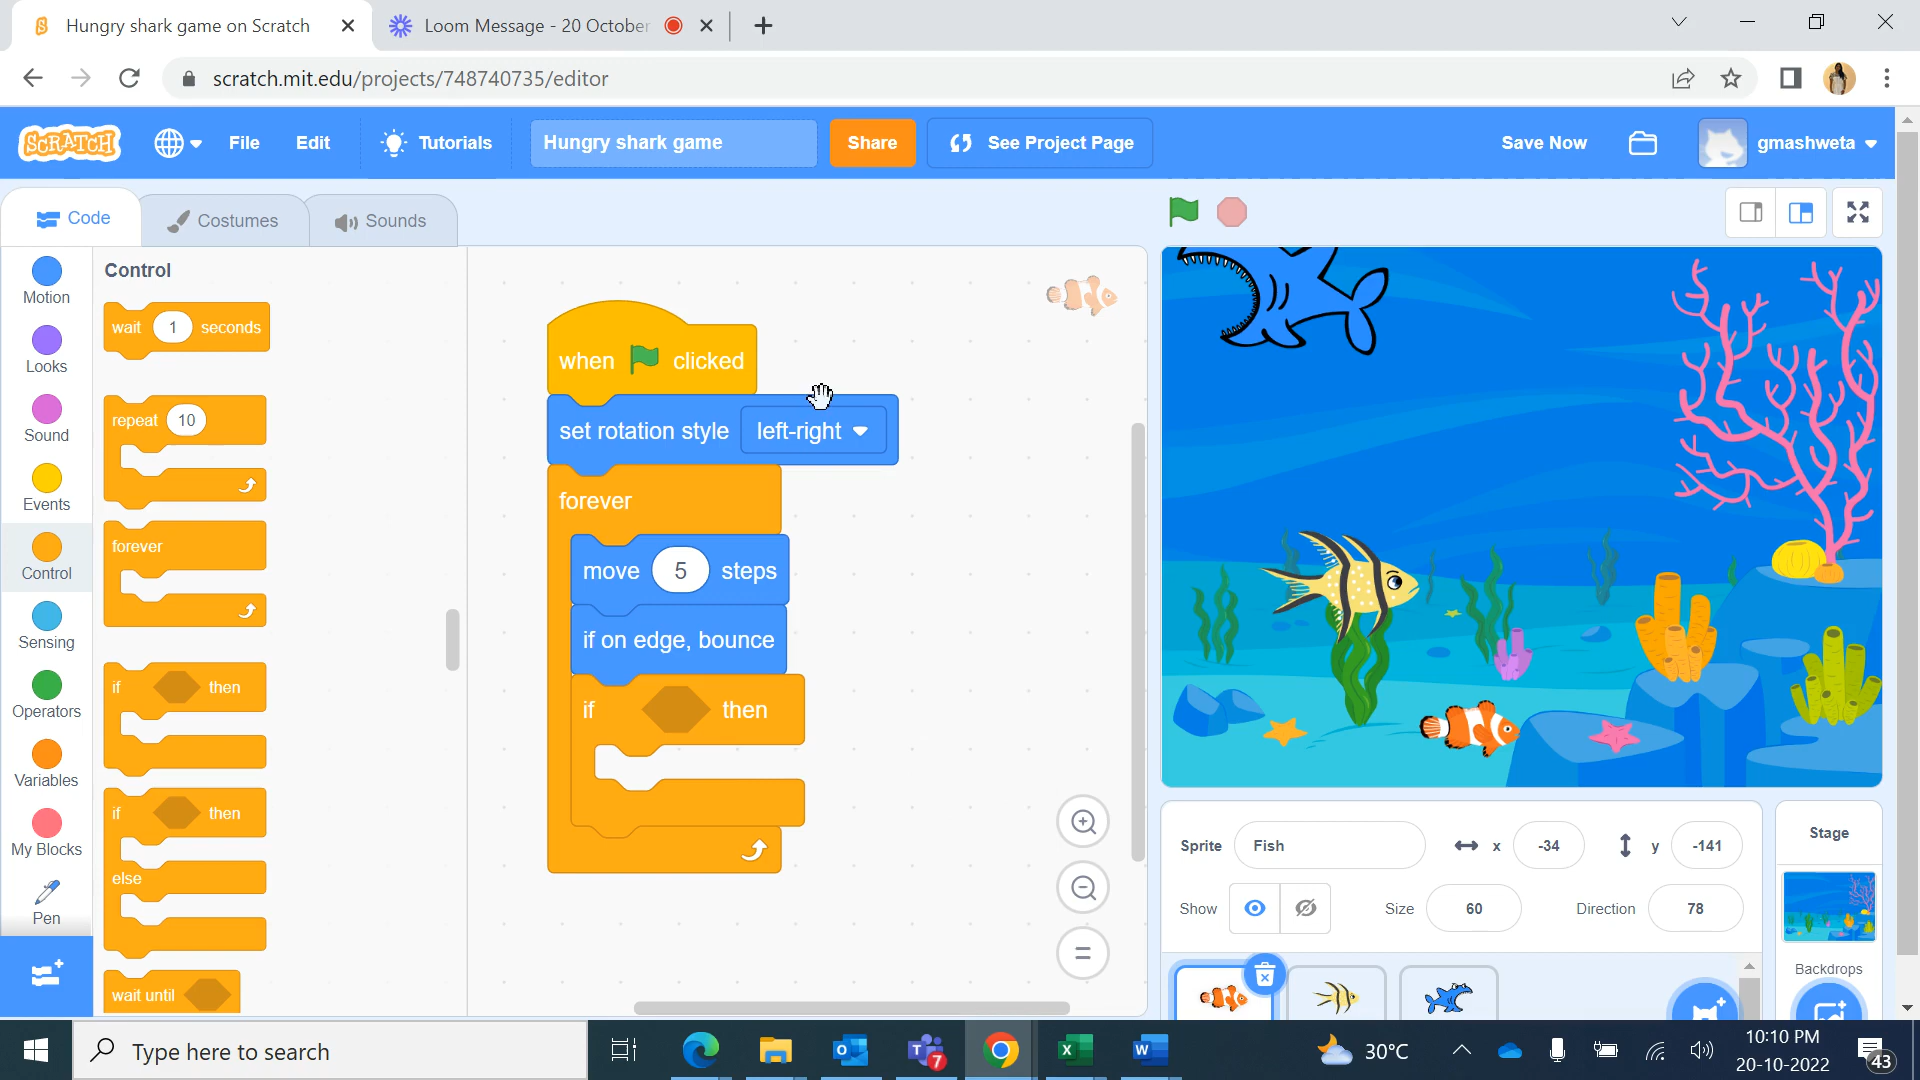 Hungry shark game on Scratch
Loom Message - 20 October
scratch.mit.edu/projects/748740735/editor
SCRATCH
File
Edit
Tutorials
Hungry shark game
Share
See Project Page
Save Now
gmashweta
Code
Costumes
Sounds
Motion
Looks
Sound
Events
Control
Sensing
Operators
Variables
My Blocks
Pen
Control
wait 1 seconds
repeat 10
forever
if then
if then
else
wait until
when clicked
set rotation style left-right
forever
move 5 steps
if on edge, bounce
if then
Sprite Fish x -34 y -141
Show Size 60 Direction 78
Stage
Backdrops
Type here to search
7
30°C
10:10 PM
20-10-2022
43